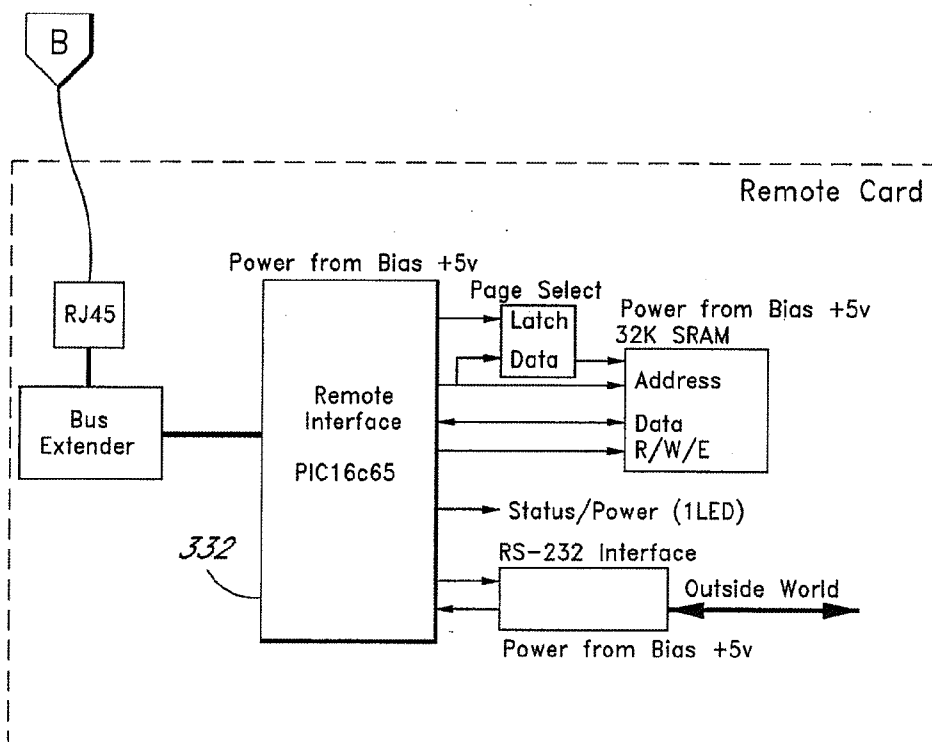 B
Remote Card
Power from Bias +5v
Page Select
Power from Bias +5v
32K SRAM
RJ45
Latch
Data
Address
Data
R/W/E
Bus
Extender
Remote
Interface
PIC16c65
Status/Power (1LED)
332
RS-232 Interface
Outside World
Power from Bias +5v